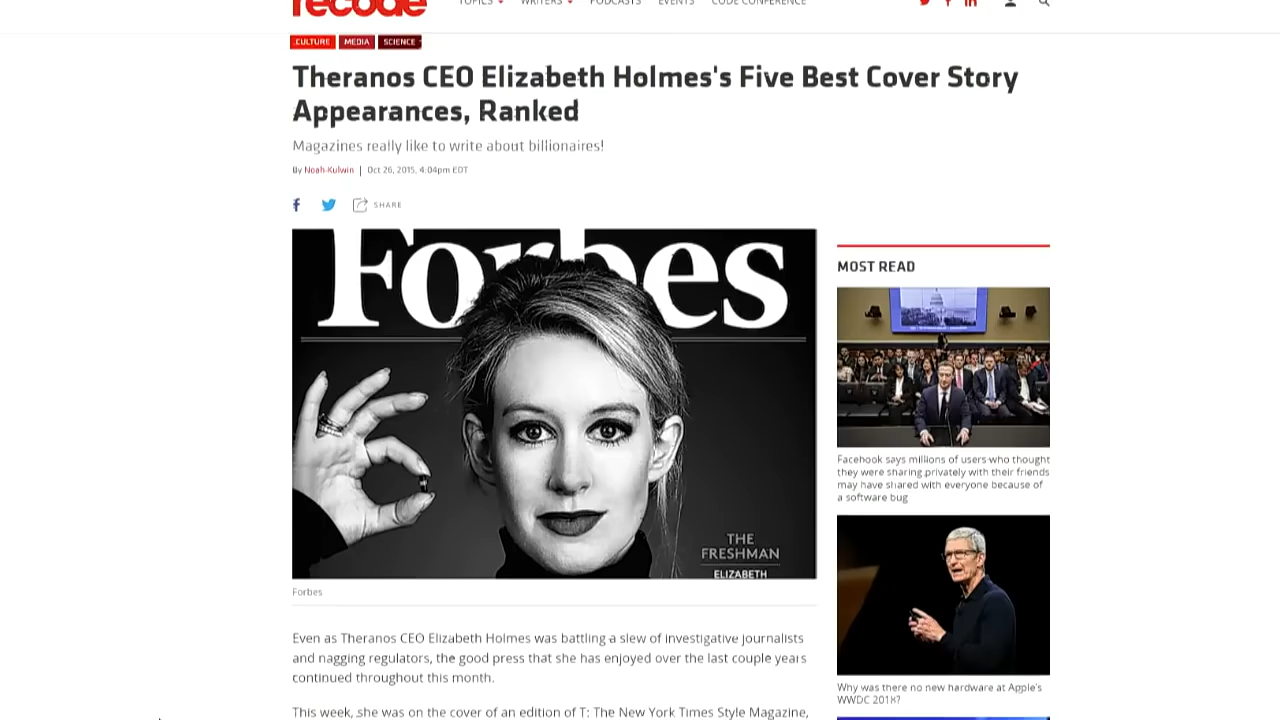 recode
TOPICS WRITERS PODCASTS EVENTS CODE CONFERENCE
CULTURE MEDIA SCIENCE
Theranos CEO Elizabeth Holmes's Five Best Cover Story
Appearances, Ranked
Magazines really like to write about billionaires!
By Noah Kulwin | Oct 26, 2015, 4:04pm EDT
SHARE
Forbes
THE
FRESHMAN
ELIZABETH
Forbes
Even as Theranos CEO Elizabeth Holmes was battling a slew of investigative journalists
and nagging regulators, the good press that she has enjoyed over the last couple years
continued throughout this month.
This week, she was on the cover of an edition of T: The New York Times Style Magazine,
MOST READ
Facebook says millions of users who thought
they were sharing privately with their friends
may have shared with everyone because of
a software bug
Why was there no new hardware at Apple's
WWDC 2018?